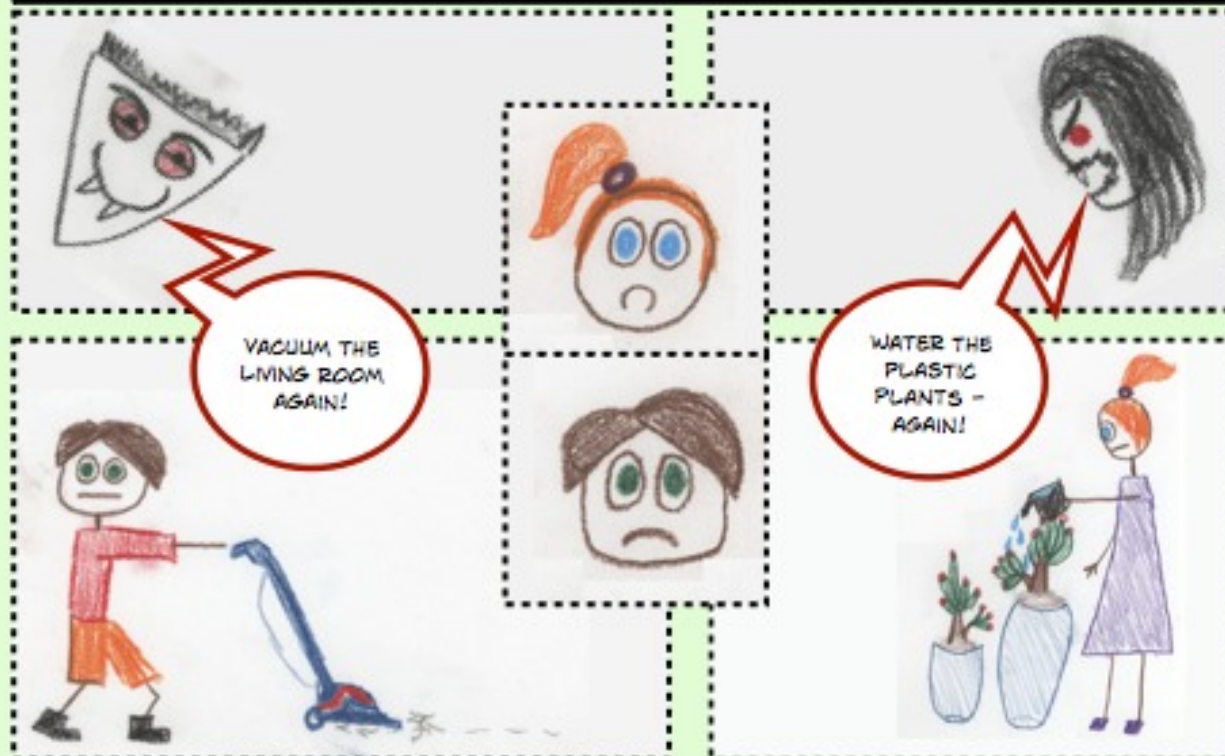 VACUUM THE
LIVING ROOM
AGAIN!
WATER THE
PLASTIC
PLANTS -
AGAIN!